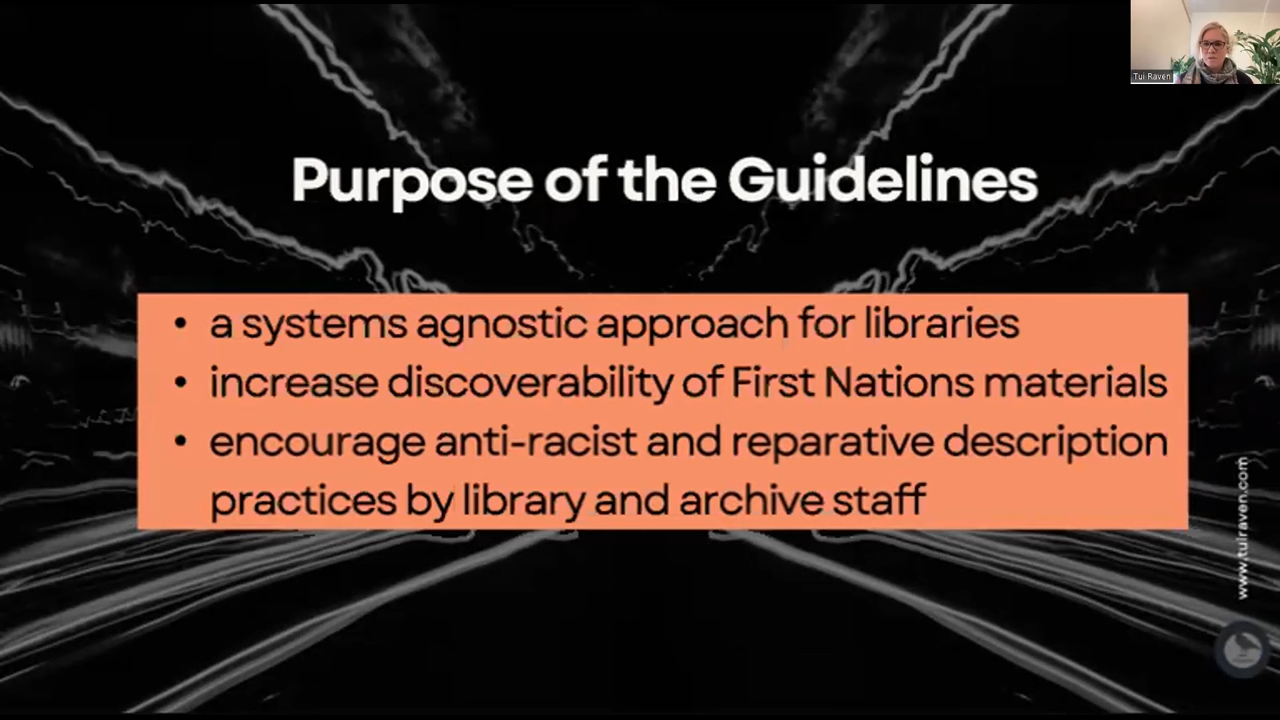 Tui Raven
Purpose of the Guidelines
• a systems agnostic approach for libraries
• increase discoverability of First Nations materials
• encourage anti-racist and reparative description
practices by library and archive staff
www.tuiraven.com